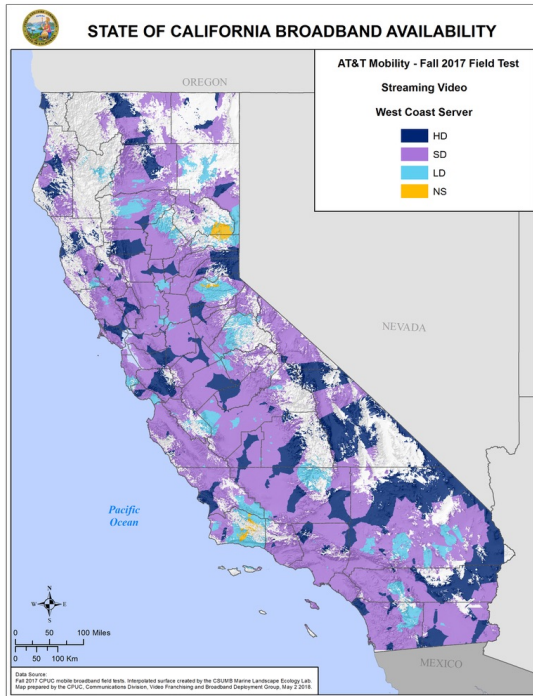 STATE OF CALIFORNIA BROADBAND AVAILABILITY
AT&T Mobility - Fall 2017 Field Test
Streaming Video
West Coast Server
HD
SD
LD
NS
OREGON
NEVADA
Pacific
Ocean
N
W E
S
0 50 100 Miles
0 50 100 Km
MEXICO
Data Source:
Fall 2017 CPUC mobile broadband field tests. Interpolated surface created by the CSUMB Marine Landscape Ecology Lab.
Map prepared by the CPUC, Communications Division, Video Franchising and Broadband Deployment Group, May 2 2018.